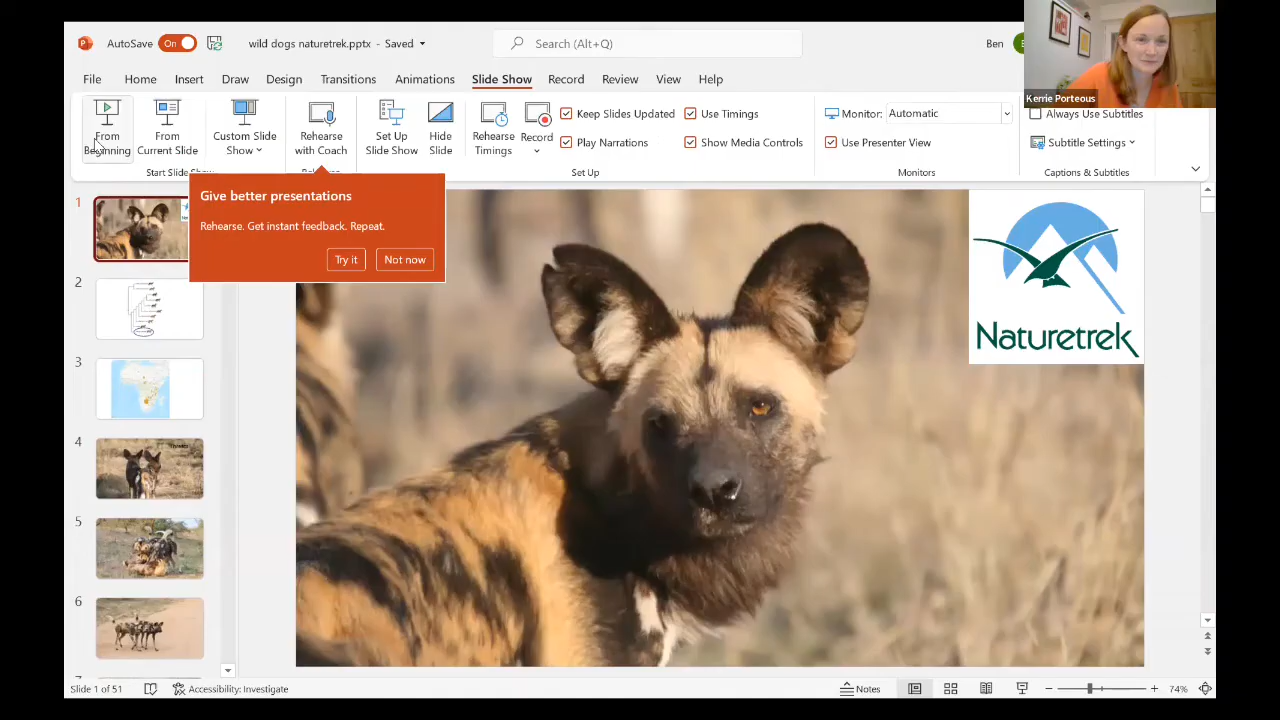 AutoSave On wild dogs naturetrek.pptx - Saved Search (Alt+Q) Ben
File Home Insert Draw Design Transitions Animations Slide Show Record Review View Help
Kerrie Porteous
From Beginning
From Current Slide
Custom Slide Show
Rehearse with Coach
Set Up Slide Show
Hide Slide
Rehearse Timings
Record
Keep Slides Updated
Play Narrations
Use Timings
Show Media Controls
Monitor: Automatic
Use Presenter View
Always Use Subtitles
Subtitle Settings
Set Up
Monitors
Captions & Subtitles
Give better presentations
Rehearse. Get instant feedback. Repeat.
Try it Not now
1
2
3
4
5
6
Naturetrek
Slide 1 of 51 Accessibility: Investigate Notes 74%